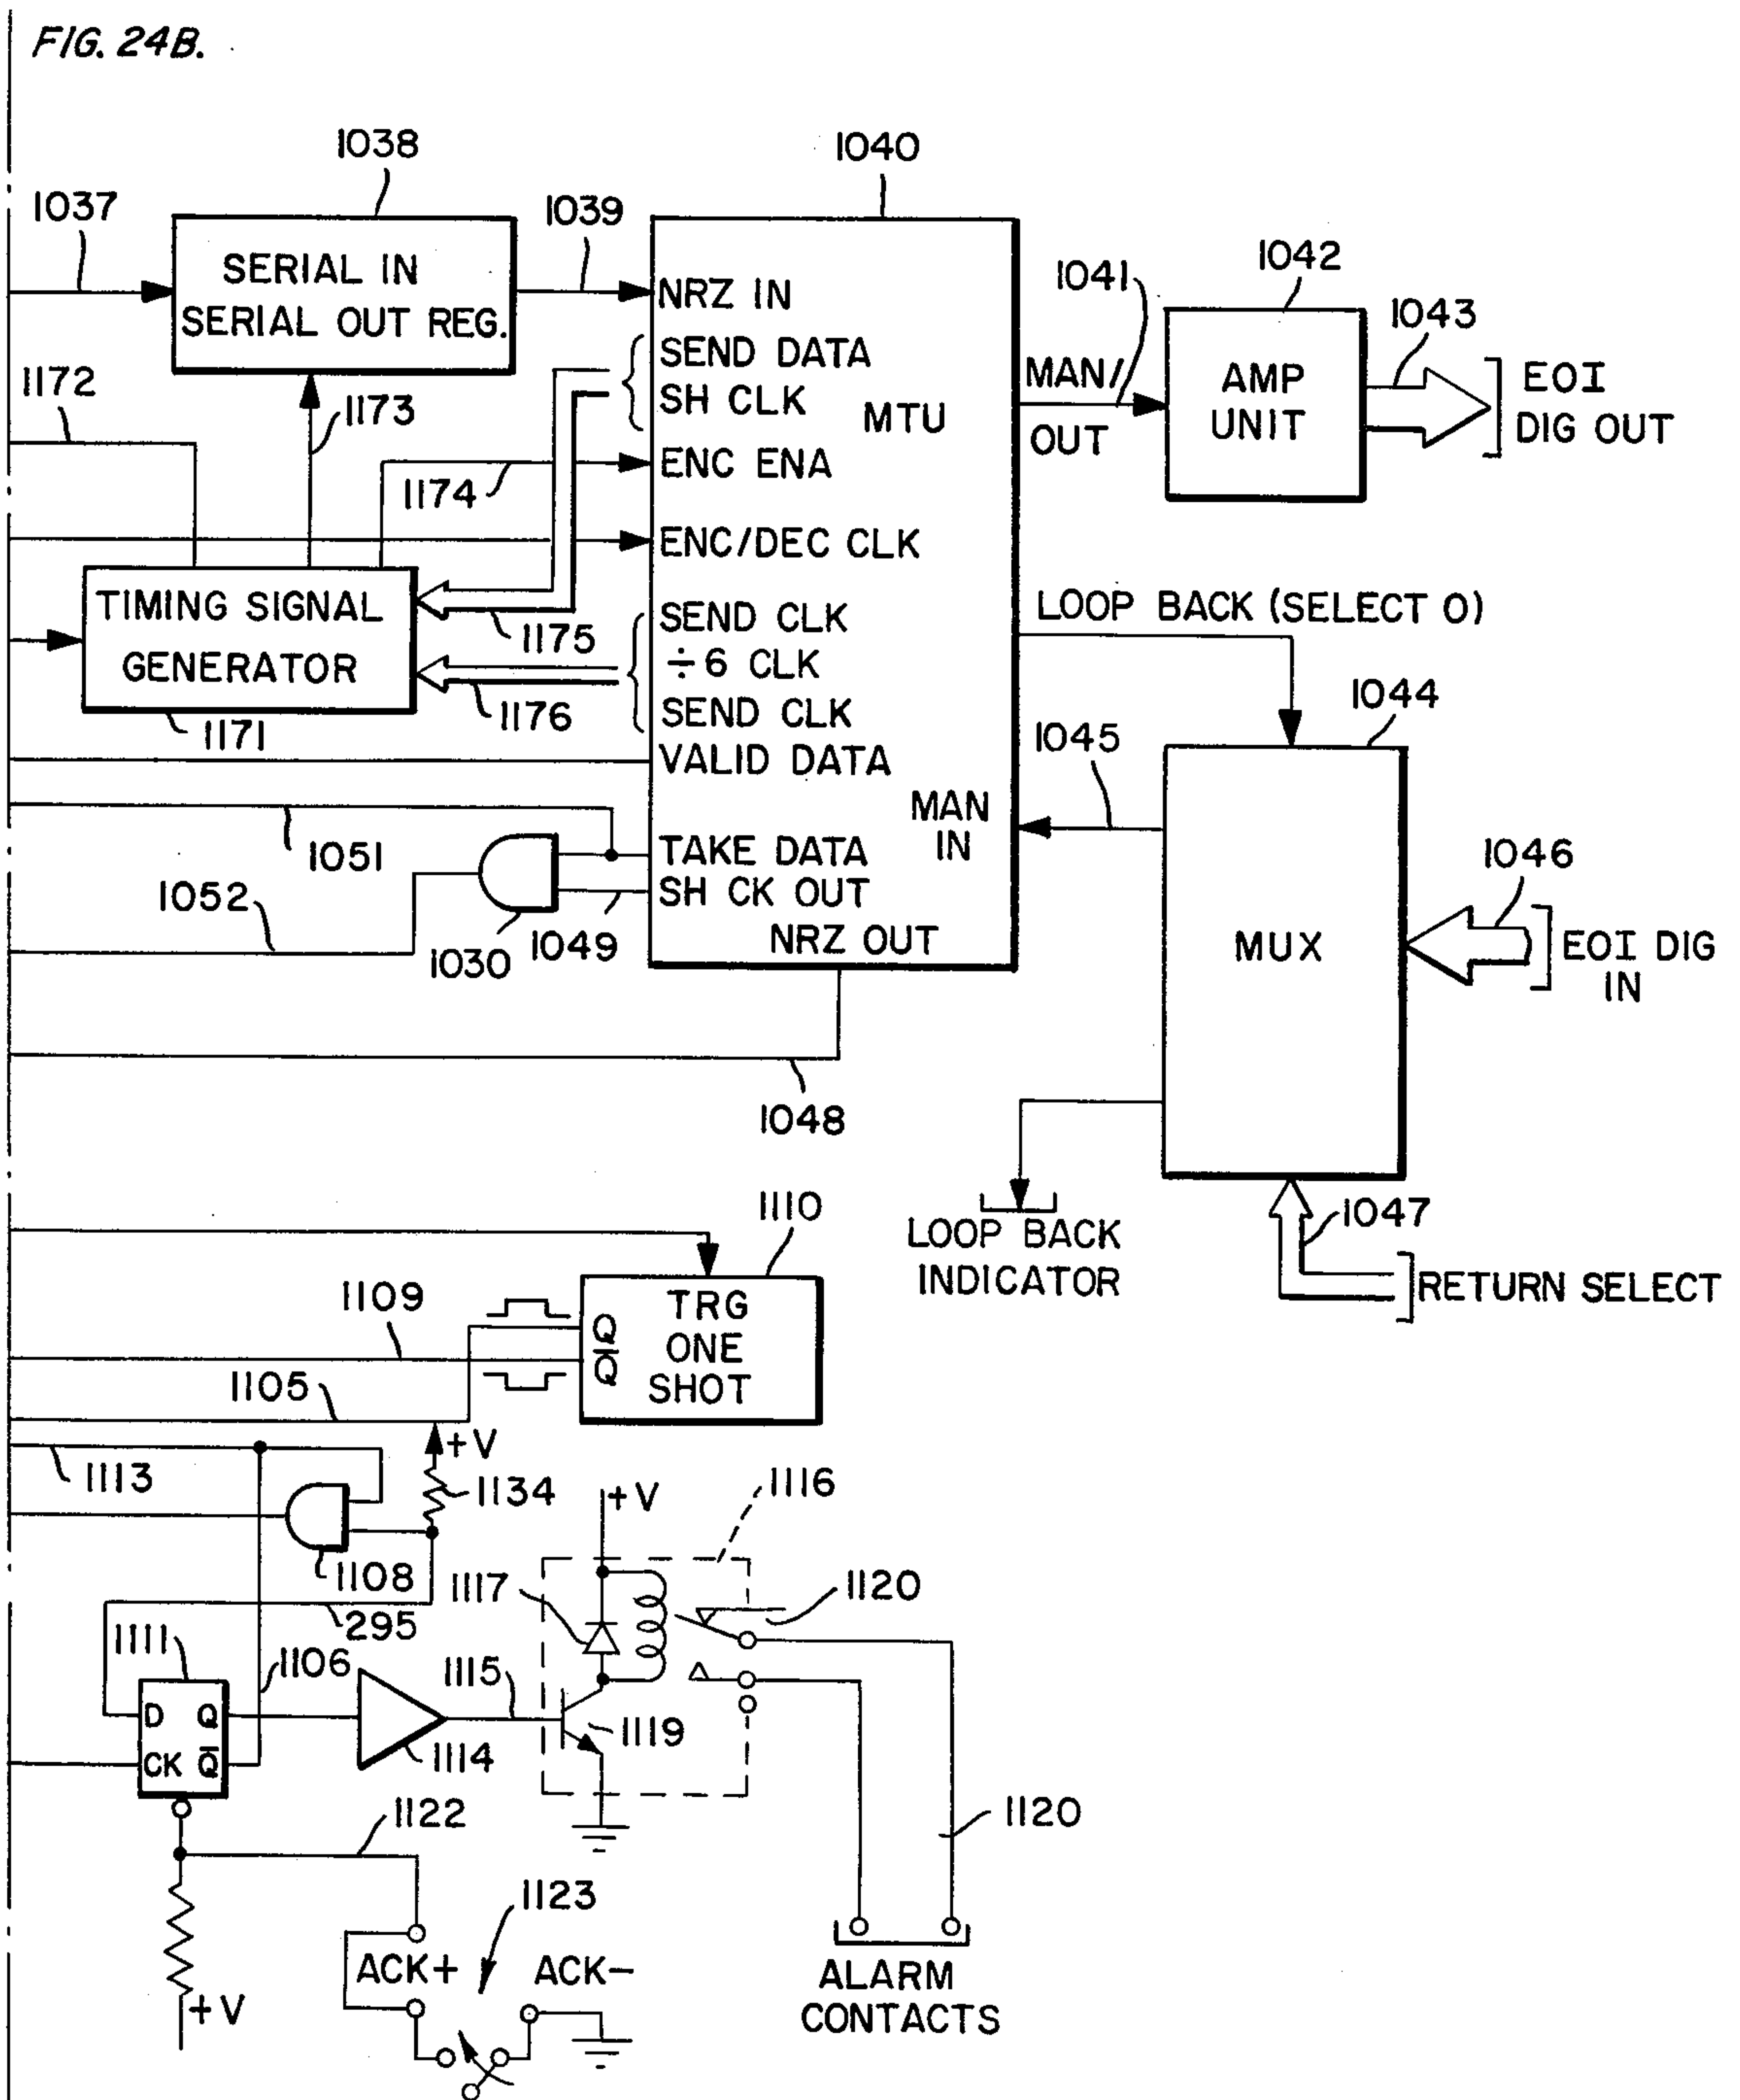 FIG. 24B.
1038
1040
1037
1039
1042
1041
1043
SERIAL IN
SERIAL OUT REG.
NRZ IN
SEND DATA
SH CLK
MTU
MAN/
OUT
AMP
UNIT
EOI
DIG OUT
1172
1173
1174
ENC ENA
ENC/DEC CLK
TIMING SIGNAL
GENERATOR
1175
SEND CLK
÷6 CLK
SEND CLK
1176
1171
LOOP BACK (SELECT 0)
1044
1045
VALID DATA
MAN
IN
1051
TAKE DATA
SH CK OUT
1052
1030
1049
NRZ OUT
MUX
1046
EOI DIG
IN
1048
1110
LOOP BACK
INDICATOR
1047
RETURN SELECT
1109
TRG
ONE
SHOT
Q
Q̅
1105
+V
1113
1134
+V
1116
1108
1117
1120
295
1111
1106
1115
D Q
CK Q̅
1114
1119
1122
1120
1123
ACK+
ACK−
+V
ALARM
CONTACTS